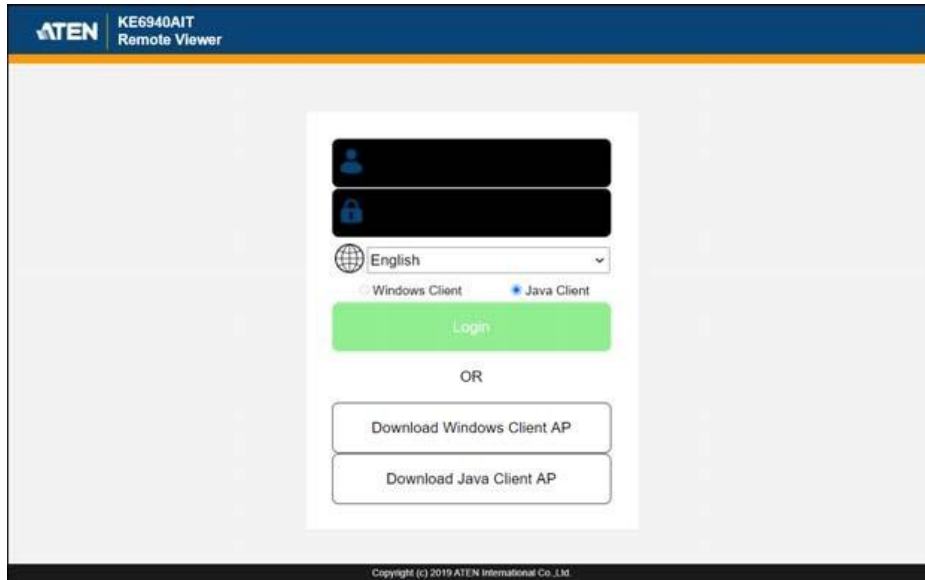 ATEN
KE6940AIT
Remote Viewer
English
Windows Client Java Client
Login
OR
Download Windows Client AP
Download Java Client AP
Copyright (c) 2019 ATEN International Co.,Ltd.